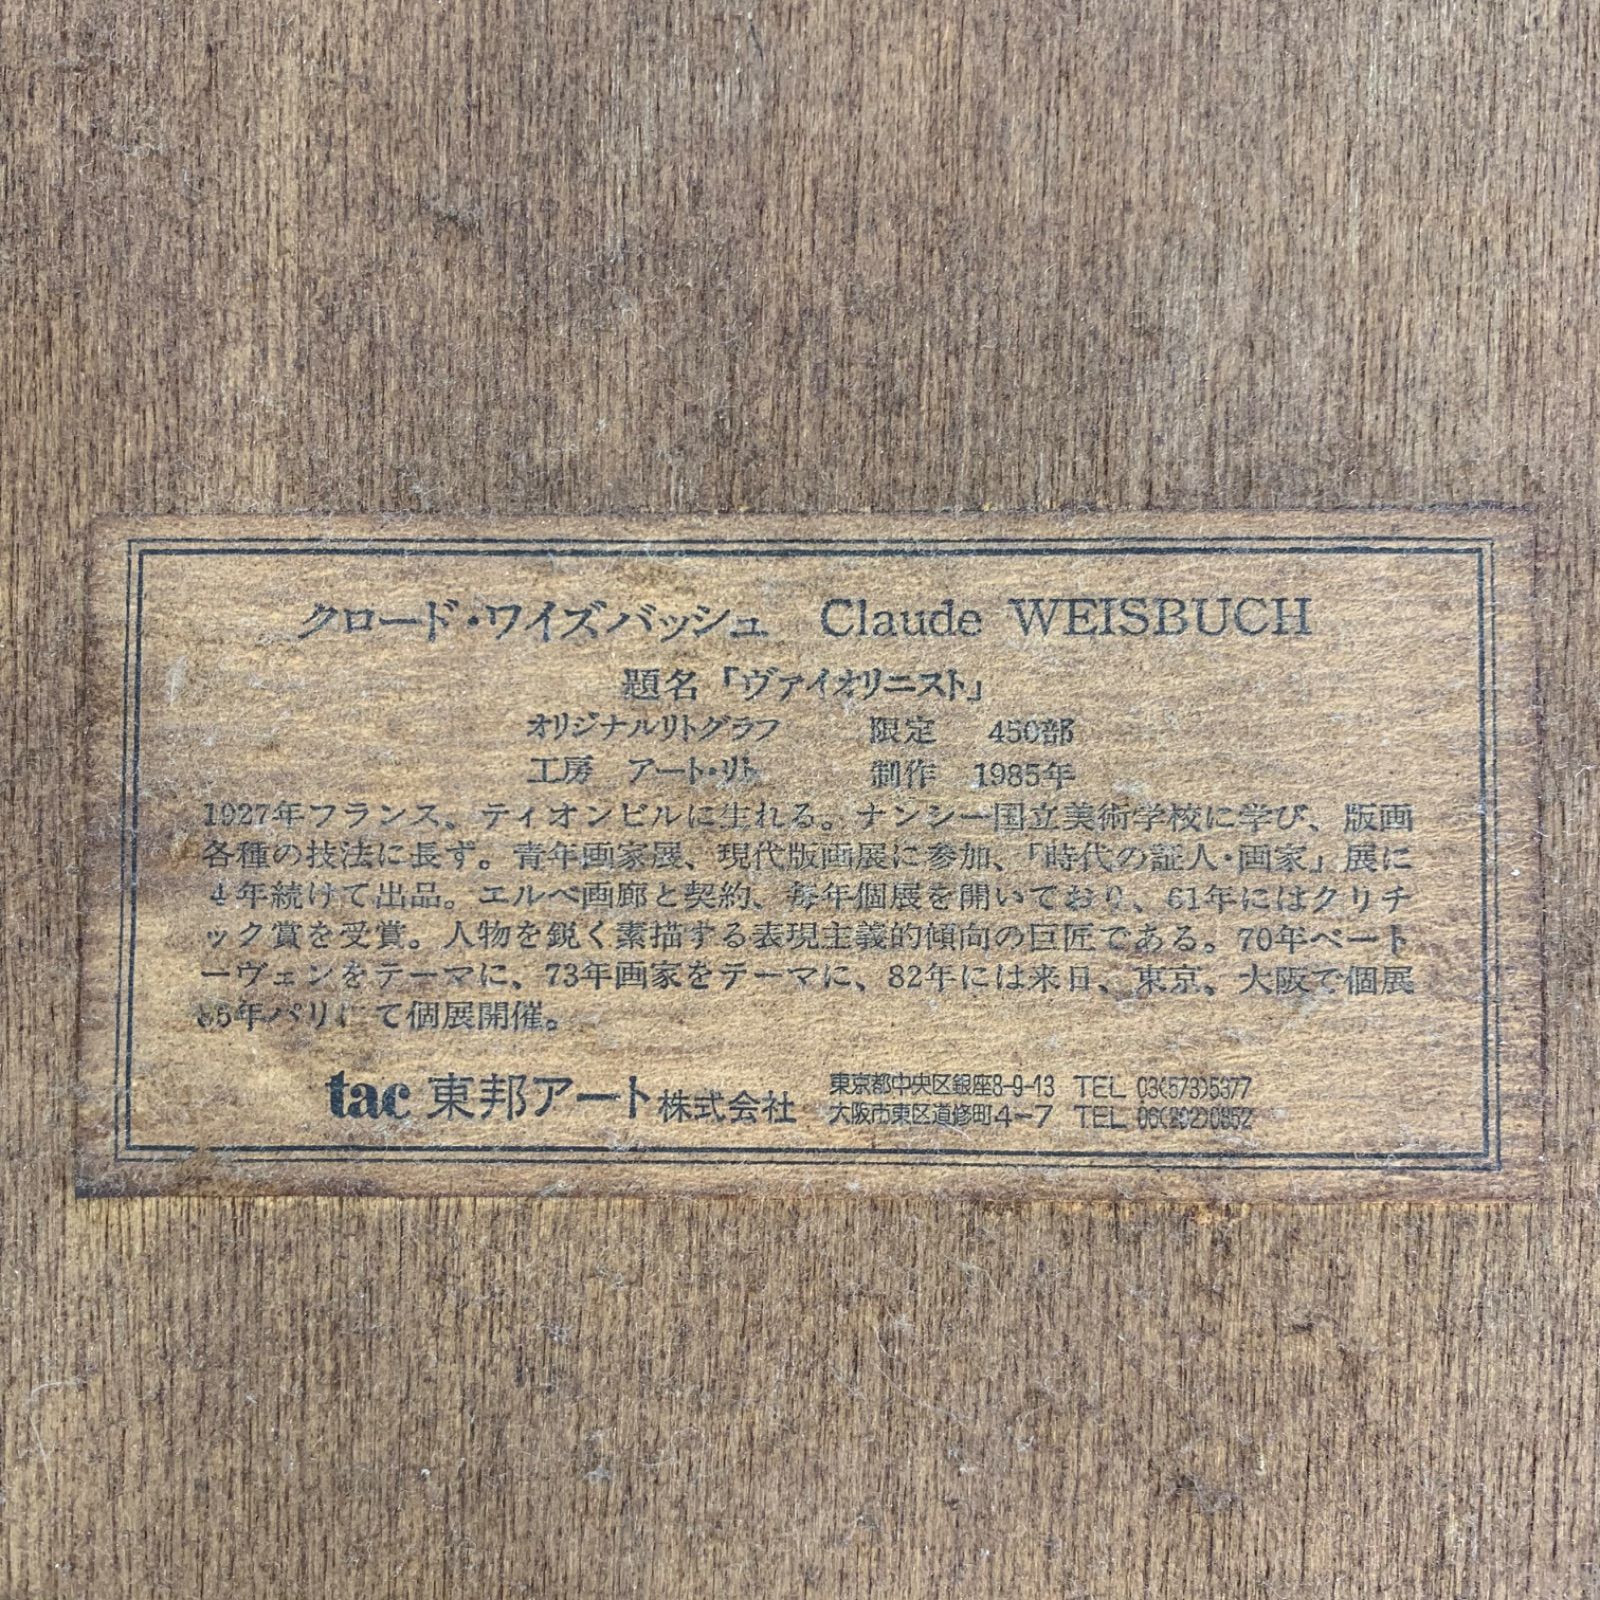 クロード・ワイズバッシュ Claude WEISBUCH
題名「ヴァイオリニスト」
オリジナルリトグラフ 限定 450部
工房 アート・リト 制作 1985年
1927年フランス、ティオンビルに生れる。ナンシー国立美術学校に学び、版画
各種の技法に長ず。青年画家展、現代版画展に参加、「時代の証人・画家」展に
4年続けて出品。エルベ画廊と契約、毎年個展を開いており、61年にはクリチ
ック賞を受賞。人物を鋭く素描する表現主義的傾向の巨匠である。70年ベート
ーヴェンをテーマに、73年画家をテーマに、82年には来日、東京、大阪で個展
年パリにて個展開催。
tac 東邦アート株式会社
東京都中央区銀座8-9-13 TEL 03(573)5377
大阪市東区道修町4-7 TEL 06(202)0852